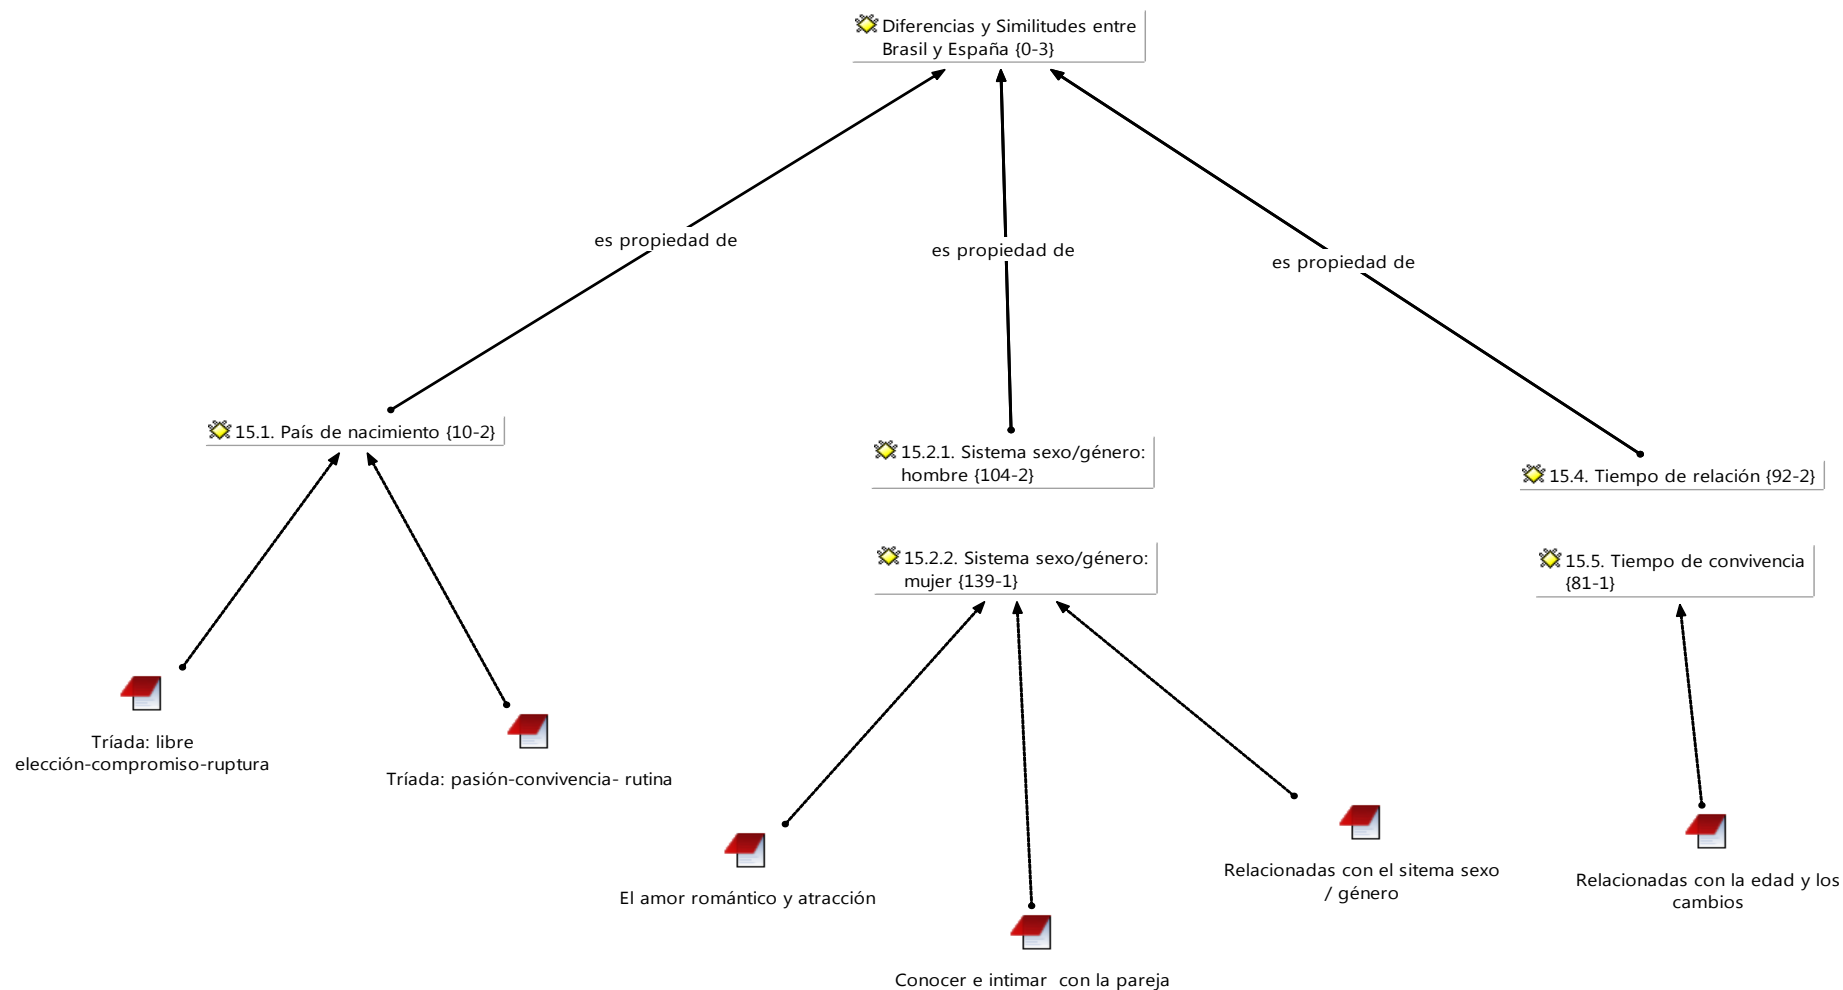 Diferencias y Similitudes entre
Brasil y España {0-3}
es propiedad de
es propiedad de
es propiedad de
15.1. País de nacimiento {10-2}
15.2.1. Sistema sexo/género:
hombre {104-2}
15.4. Tiempo de relación {92-2}
15.2.2. Sistema sexo/género:
mujer {139-1}
15.5. Tiempo de convivencia
{81-1}
Tríada: libre
elección-compromiso-ruptura
Tríada: pasión-convivencia- rutina
El amor romántico y atracción
Conocer e intimar  con la pareja
Relacionadas con el sitema sexo
/ género
Relacionadas con la edad y los
cambios